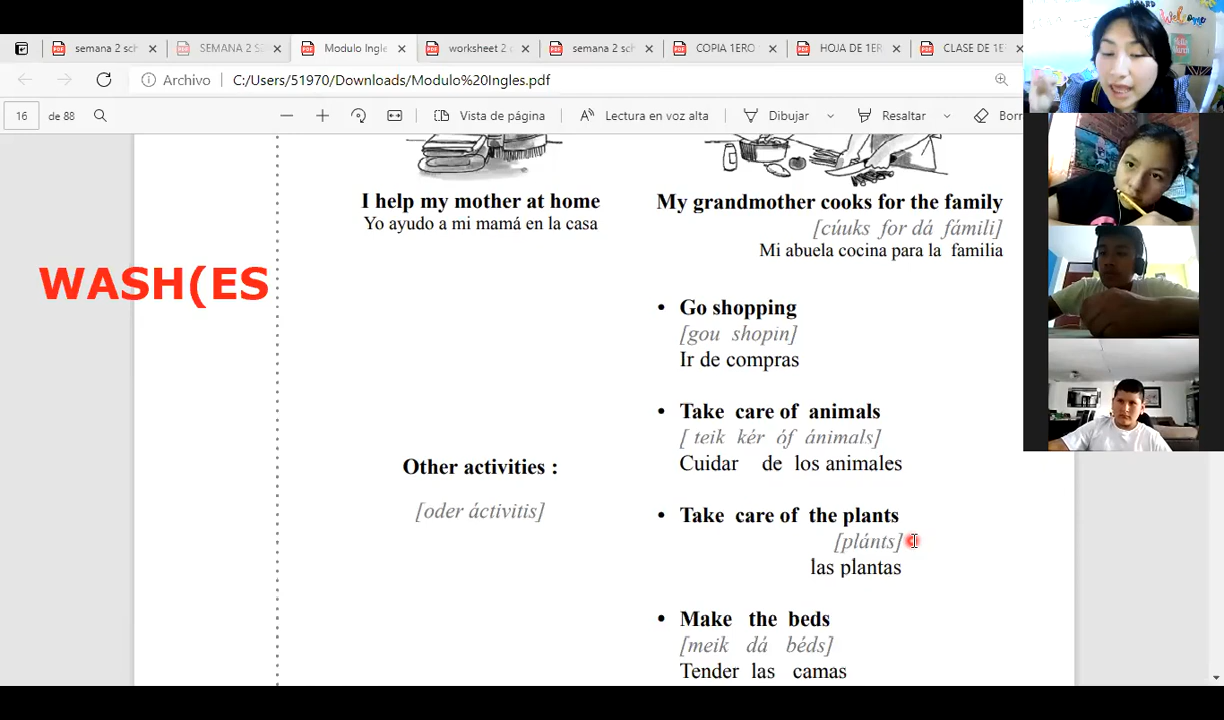 semana 2 sch
SEMANA 2 S
Modulo Ingle
worksheet 2
semana 2 sch
COPIA 1ERO
HOJA DE 1ER
CLASE DE 1E
Archivo
C:/Users/51970/Downloads/Modulo%20Ingles.pdf
16
de 88
Vista de página
Lectura en voz alta
Dibujar
Resaltar
Borr
I help my mother at home
Yo ayudo a mi mamá en la casa
My grandmother cooks for the family
[cúuks for dá fámili]
Mi abuela cocina para la familia
WASH(ES
• Go shopping
[gou shopin]
Ir de compras
• Take care of animals
[ teik kér óf ánimals]
Cuidar de los animales
Other activities :
[oder áctivitis]
• Take care of the plants
[plánts]
las plantas
• Make the beds
[meik dá béds]
Tender las camas